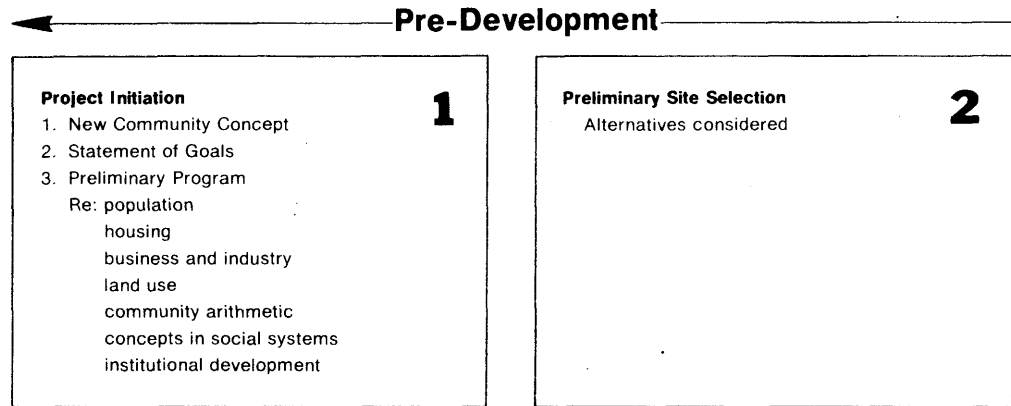 Pre-Development
Project Initiation
1
1. New Community Concept
2. Statement of Goals
3. Preliminary Program
Re: population
housing
business and industry
land use
community arithmetic
concepts in social systems
institutional development
Preliminary Site Selection
2
Alternatives considered